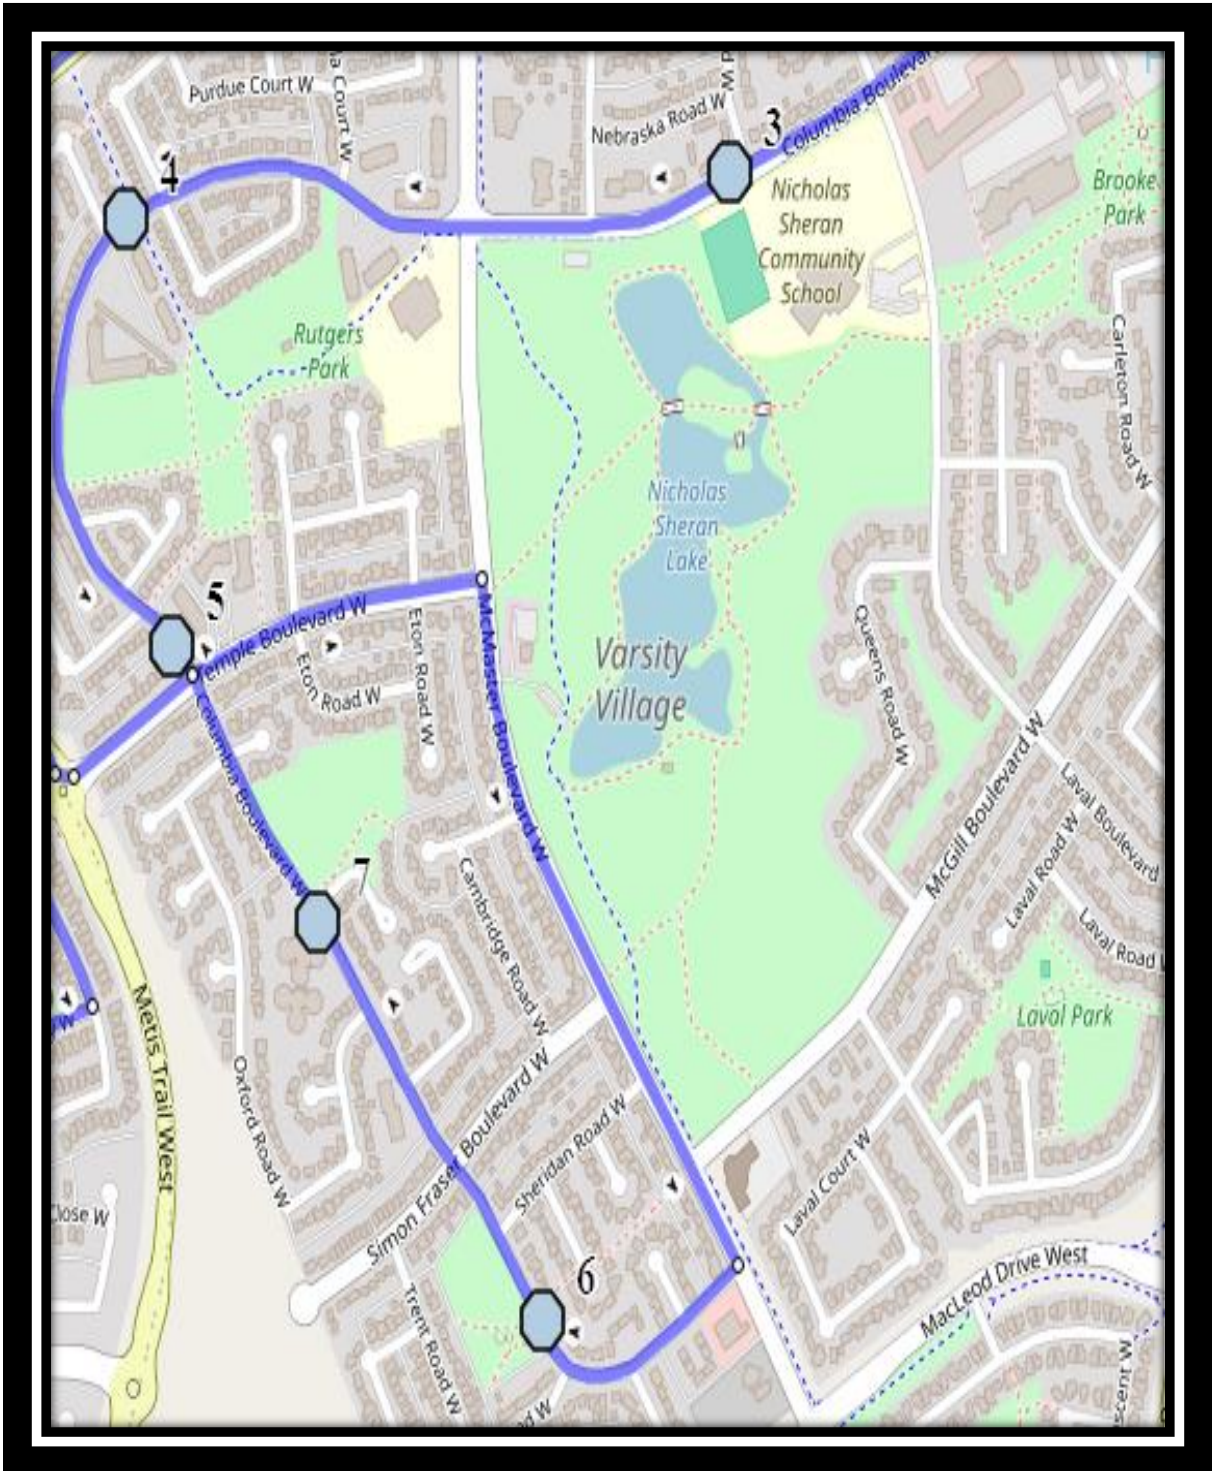 Purdue Court W
a Court W
Nebraska Road W
W P
3
Columbia Boulevar
4
Nicholas
Sheran
Community
School
Brooke
Park
Rutgers
Park
Carleton Road W
Nicholas
Sheran
Lake
5
Temple Boulevard W
Eton Road W
Eton Road W
McMaster Boulevard W
Varsity
Village
Queens Road W
Columbia Boulevard W
McGill Boulevard W
Laval Boulevard
Laval Road W
7
Cambridge Road W
Laval Road
Metis Trail West
W
Laval Park
Oxford Road W
Simon Fraser Boulevard W
Sheridan Road W
Laval Court W
Close W
6
MacLeod Drive West
Trent Road W
scent W
ad W